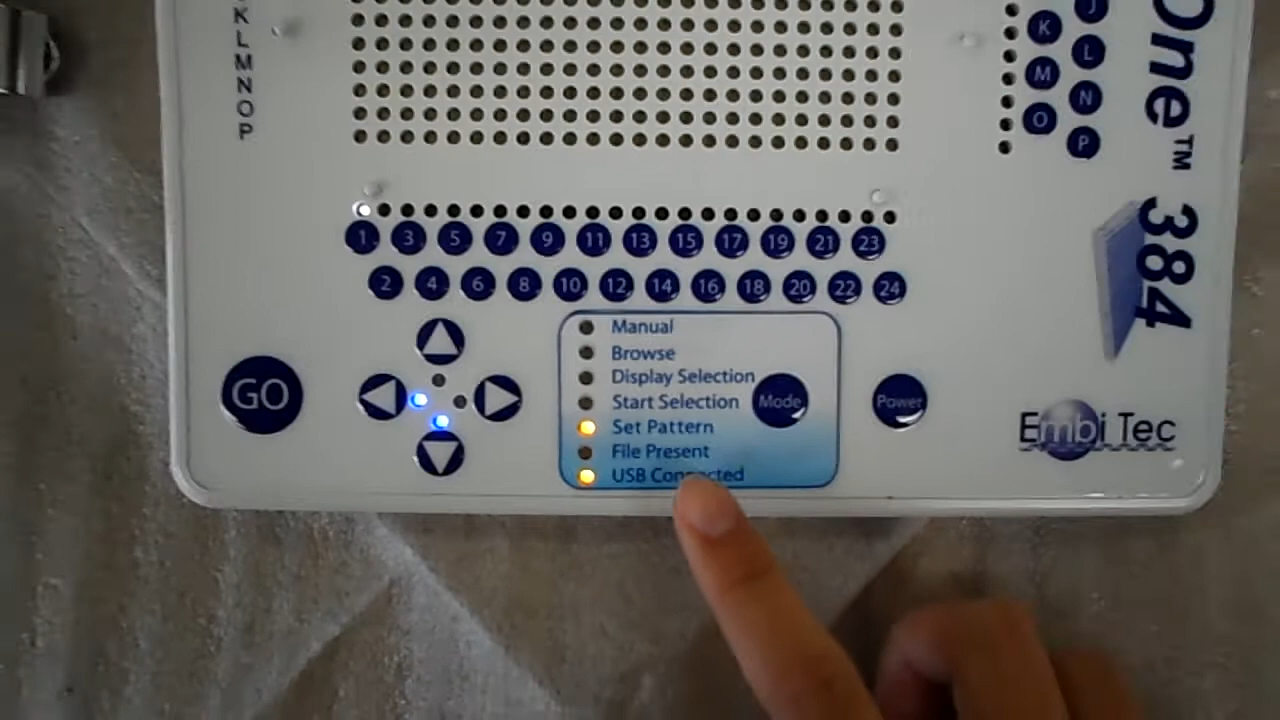 K
L
M
N
O
P
J
K
L
M
N
O
P
One™ 384
1 3 5 7 9 11 13 15 17 19 21 23
2 4 6 8 10 12 14 16 18 20 22 24
Manual
Browse
Display Selection
Start Selection
Set Pattern
File Present
USB Connected
GO
Mode
Power
Embi Tec